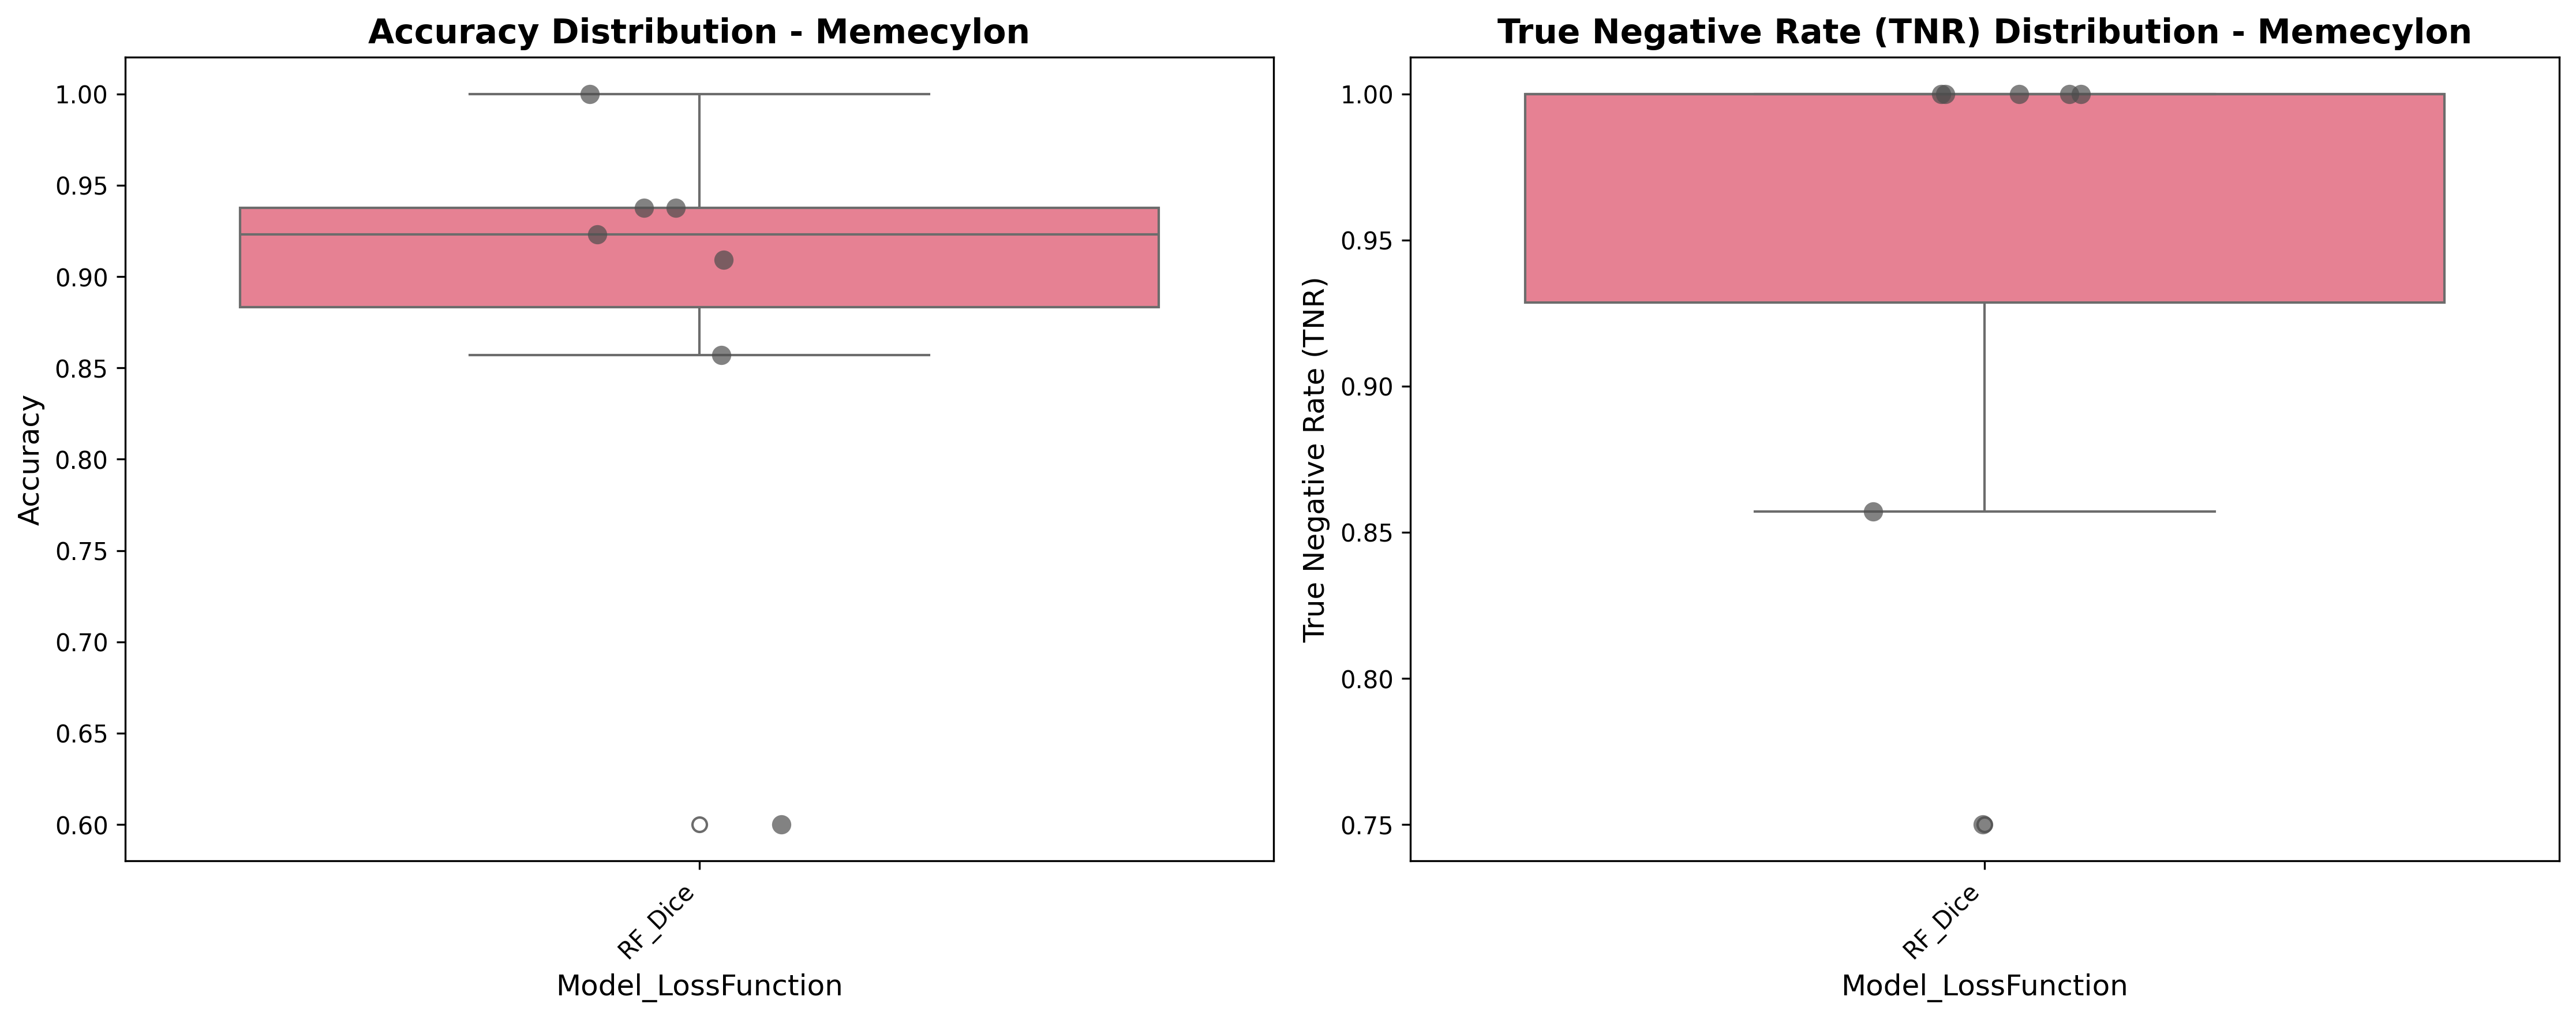 Accuracy Distribution - Memecylon
1.00
0.95
0.90
0.85
0.80
0.75
0.70
0.65
0.60
Accuracy
RF_Dice
Model_LossFunction
True Negative Rate (TNR) Distribution - Memecylon
1.00
0.95
0.90
0.85
0.80
0.75
True Negative Rate (TNR)
RF_Dice
Model_LossFunction